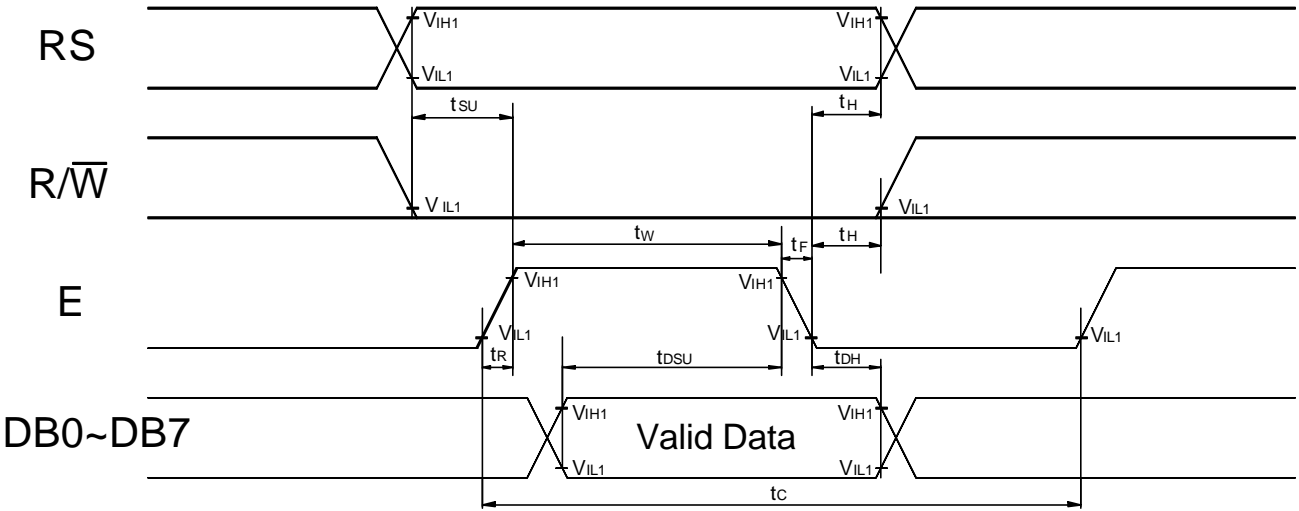 RS
VIH1 VIH1
VIL1 VIL1
tSU tH
R/W̅
VIL1 VIL1
tW tF tH
E
VIH1 VIH1
VIL1 VIL1 VIL1
tR tDSU tDH
DB0~DB7
VIH1 VIH1
Valid Data
VIL1 VIL1
tC